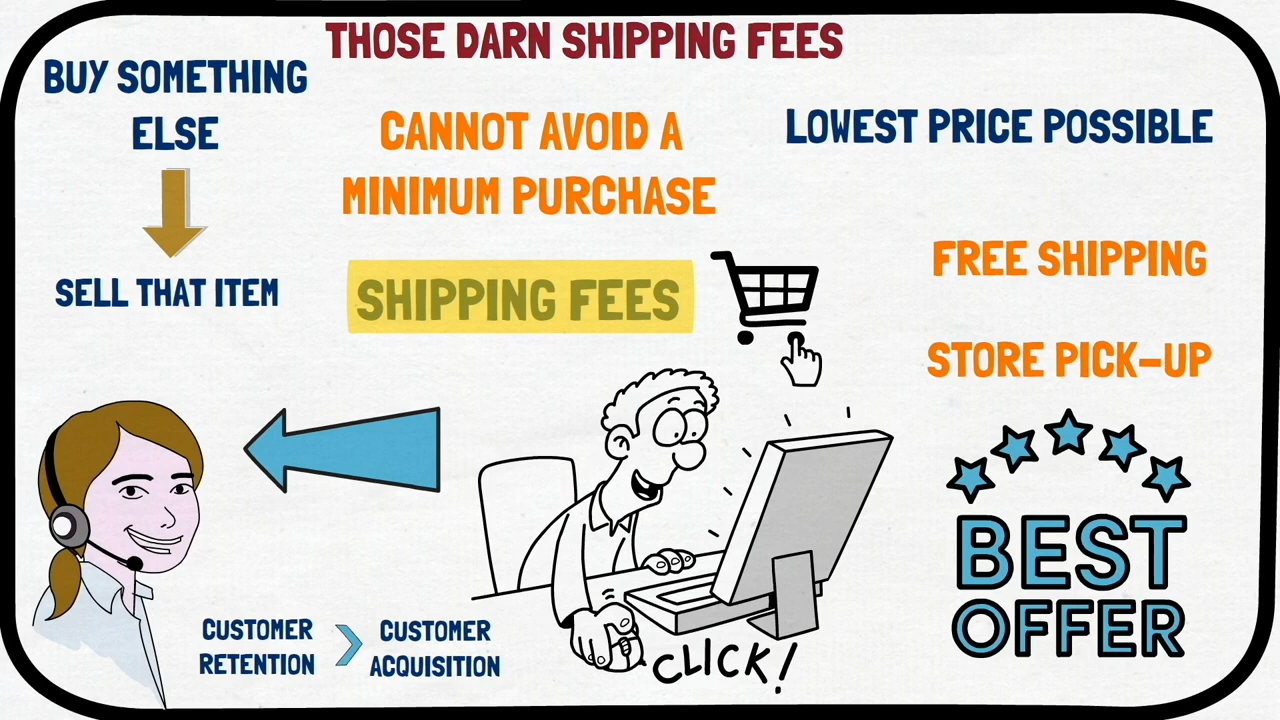 THOSE DARN SHIPPING FEES
BUY SOMETHING
ELSE
SELL THAT ITEM
CANNOT AVOID A
MINIMUM PURCHASE
SHIPPING FEES
LOWEST PRICE POSSIBLE
FREE SHIPPING
STORE PICK-UP
BEST
OFFER
CLICK!
CUSTOMER
RETENTION
CUSTOMER
ACQUISITION